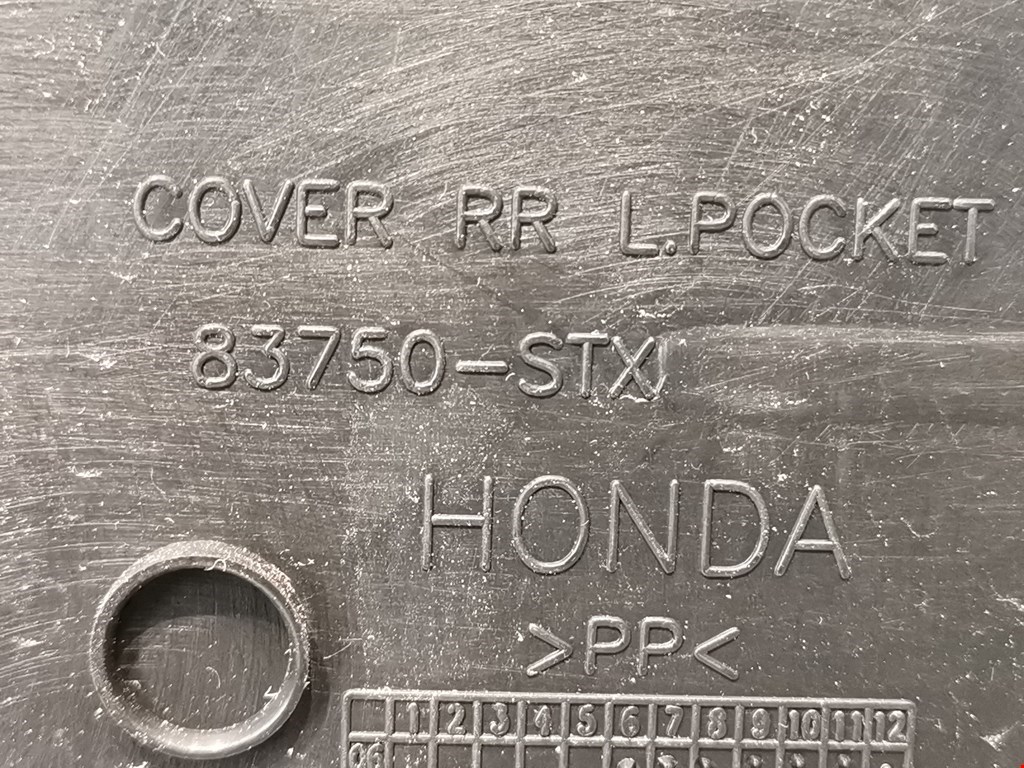 COVER RR L.POCKET
83750-STX
HONDA
>PP<
1 2 3 4 5 6 7 8 9 10 11 12
06